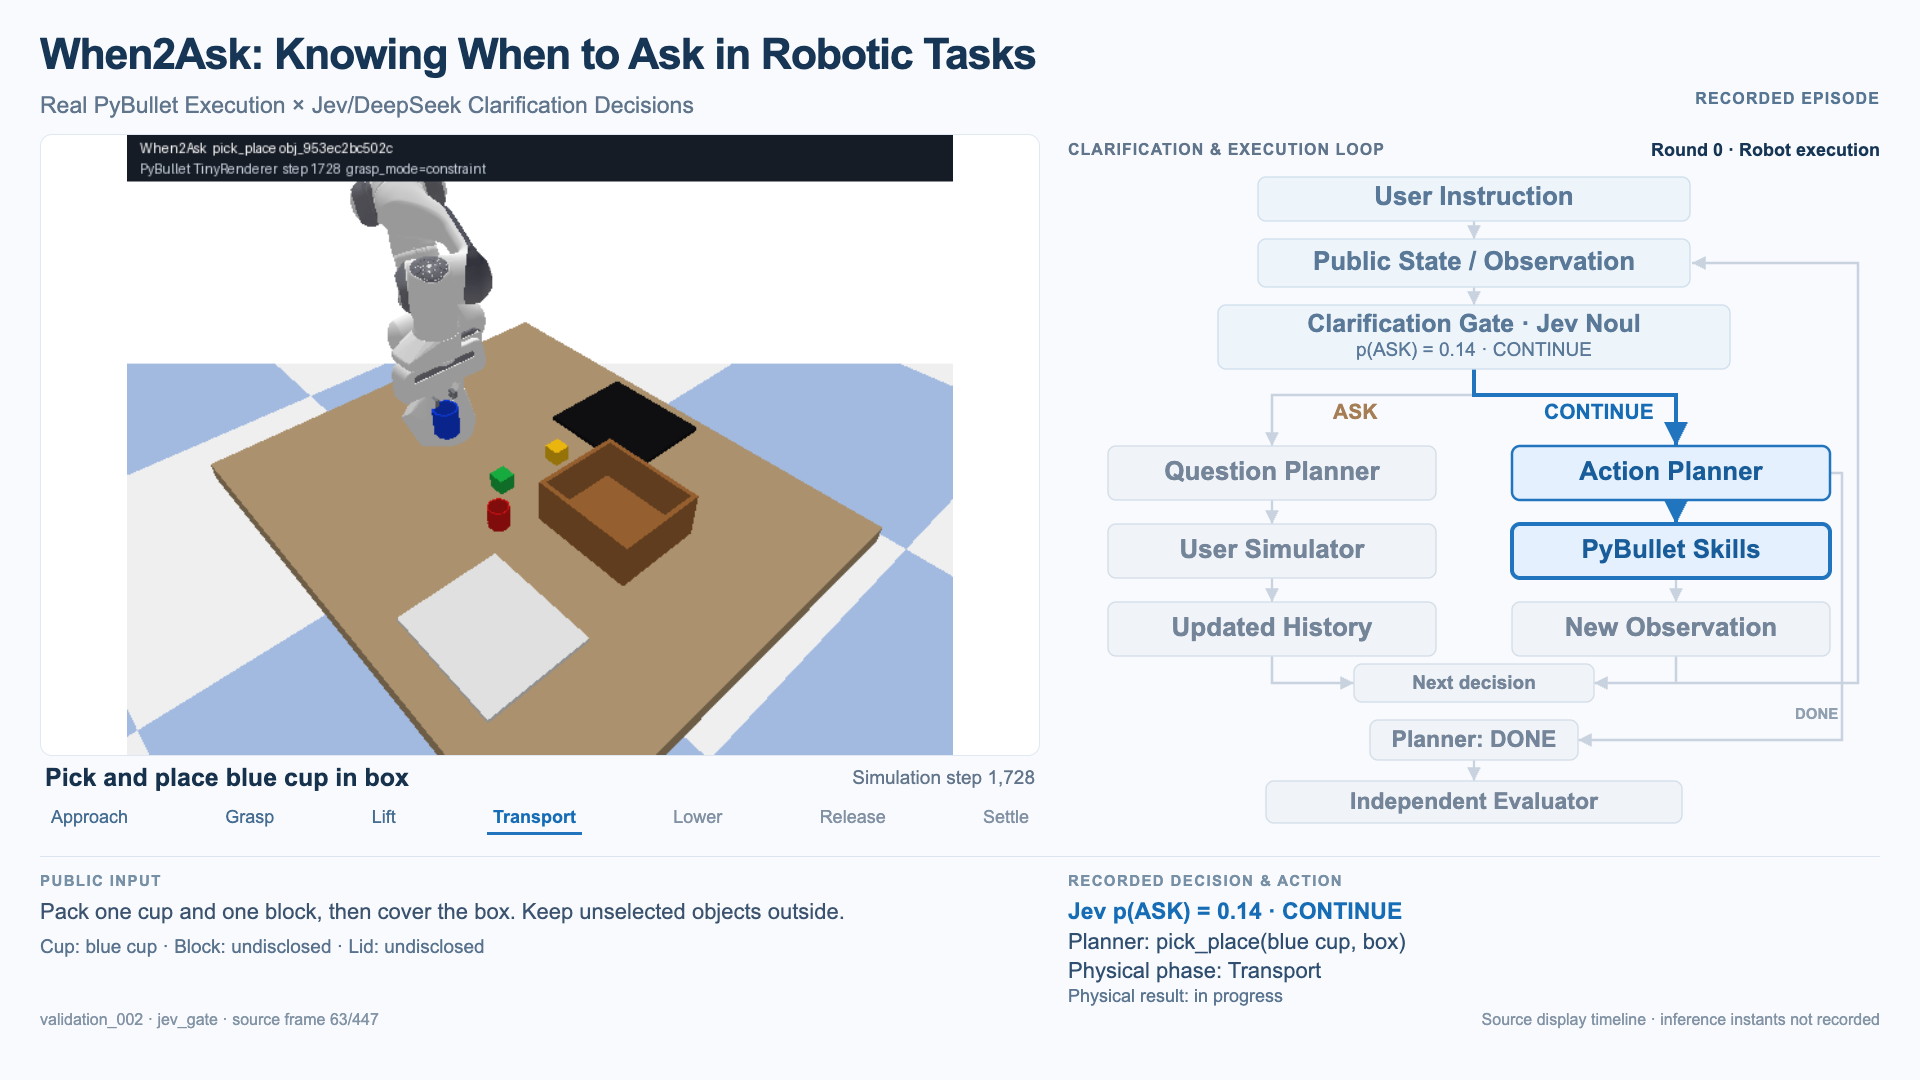 When2Ask: Knowing When to Ask in Robotic Tasks
Real PyBullet Execution × Jev/DeepSeek Clarification Decisions
RECORDED EPISODE
When2Ask pick_place obj_953ec2bc502c
PyBullet TinyRenderer step 1728 grasp_mode=constraint
Pick and place blue cup in box
Simulation step 1,728
Approach Grasp Lift Transport Lower Release Settle
CLARIFICATION & EXECUTION LOOP
Round 0 · Robot execution
User Instruction
Public State / Observation
Clarification Gate · Jev Noul
p(ASK) = 0.14 · CONTINUE
ASK
CONTINUE
Question Planner
Action Planner
User Simulator
PyBullet Skills
Updated History
New Observation
Next decision
DONE
Planner: DONE
Independent Evaluator
PUBLIC INPUT
Pack one cup and one block, then cover the box. Keep unselected objects outside.
Cup: blue cup · Block: undisclosed · Lid: undisclosed
RECORDED DECISION & ACTION
Jev p(ASK) = 0.14 · CONTINUE
Planner: pick_place(blue cup, box)
Physical phase: Transport
Physical result: in progress
validation_002 · jev_gate · source frame 63/447
Source display timeline · inference instants not recorded